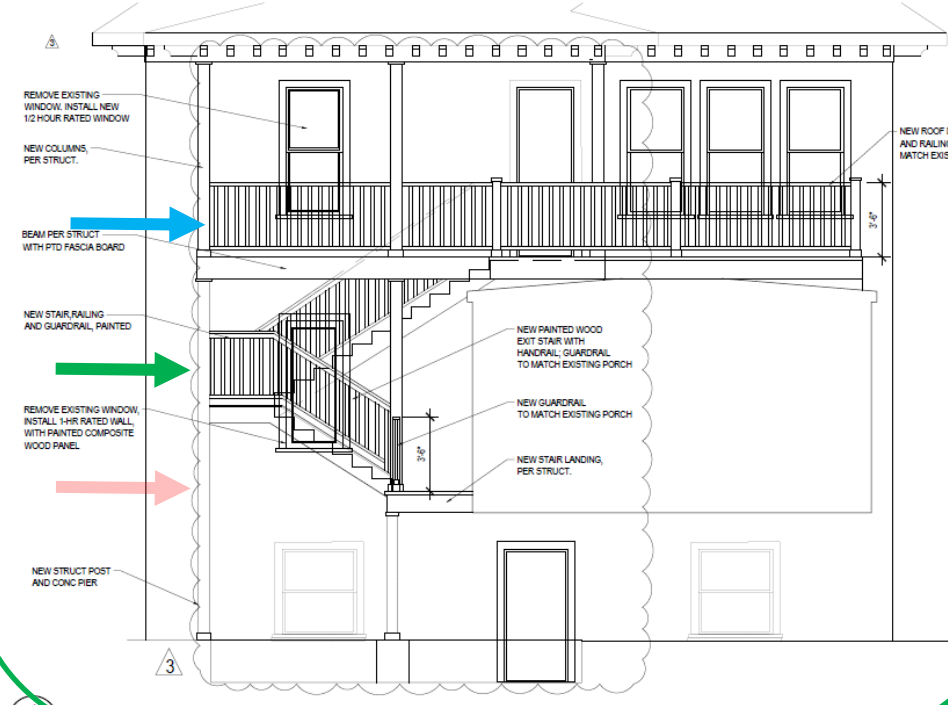 3
REMOVE EXISTING
WINDOW. INSTALL NEW
1/2 HOUR RATED WINDOW
NEW COLUMNS,
PER STRUCT.
NEW ROOF
AND RAILING
MATCH EXIS
3'-6"
BEAM PER STRUCT
WITH PTD FASCIA BOARD
NEW STAIR,RAILING
AND GUARDRAIL, PAINTED
NEW PAINTED WOOD
EXIT STAIR WITH
HANDRAIL; GUARDRAIL
TO MATCH EXISTING PORCH
REMOVE EXISTING WINDOW,
INSTALL 1-HR RATED WALL,
WITH PAINTED COMPOSITE
WOOD PANEL
NEW GUARDRAIL
TO MATCH EXISTING PORCH
3'-6"
NEW STAIR LANDING,
PER STRUCT.
NEW STRUCT POST
AND CONC PIER
3